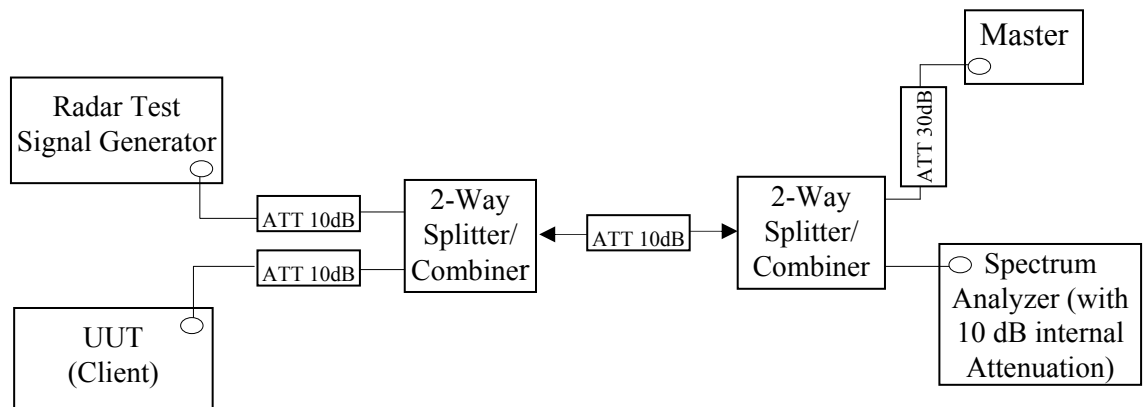 Master
Radar Test
Signal Generator
ATT 30dB
2-Way
Splitter/
Combiner
2-Way
Splitter/
Combiner
ATT 10dB
ATT 10dB
ATT 10dB
UUT
(Client)
Spectrum
Analyzer (with
10 dB internal
Attenuation)